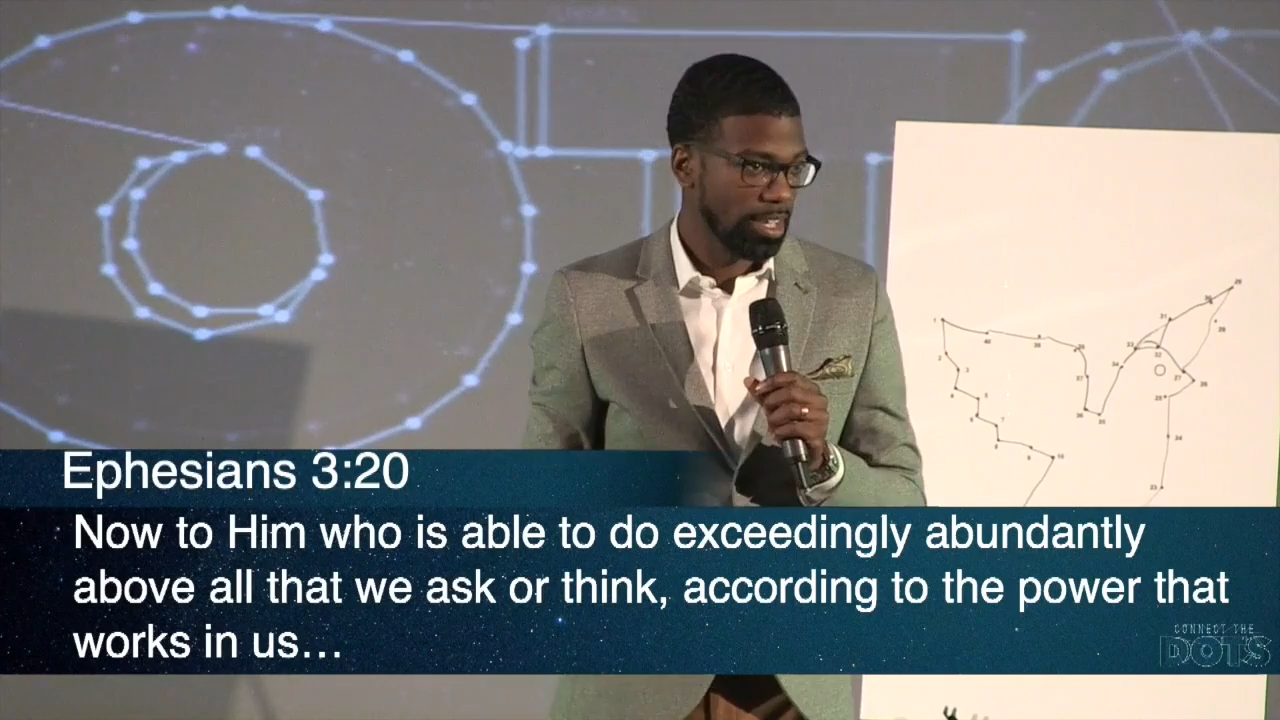 Ephesians 3:20
Now to Him who is able to do exceedingly abundantly
above all that we ask or think, according to the power that
works in us…
CONNECT THE
DOTS